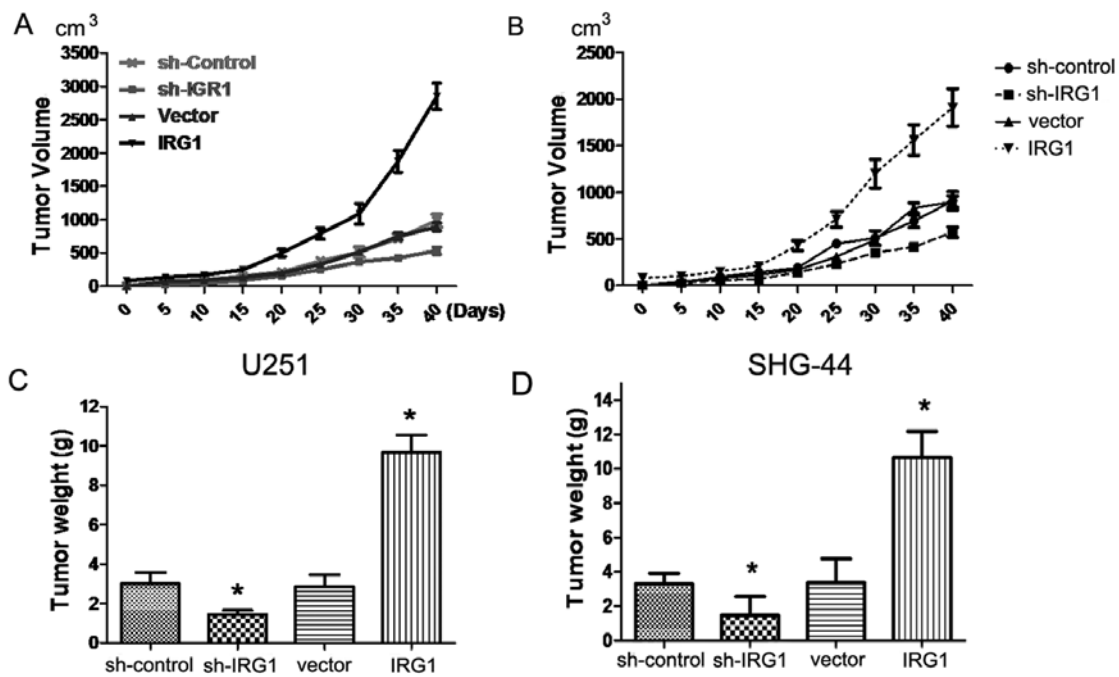 A cm3
Tumor Volume
3500
3000
2500
2000
1500
1000
500
0
sh-Control
sh-IGR1
Vector
IRG1
0 5 10 15 20 25 30 35 40 (Days)
B cm3
Tumor Volume
2500
2000
1500
1000
500
0
sh-control
sh-IRG1
vector
IRG1
0 5 10 15 20 25 30 35 40
C U251
Tumor weight (g)
12
10
8
6
4
2
0
* *
sh-control sh-IRG1 vector IRG1
D SHG-44
Tumor weight (g)
14
12
10
8
6
4
2
0
* *
sh-control sh-IRG1 vector IRG1